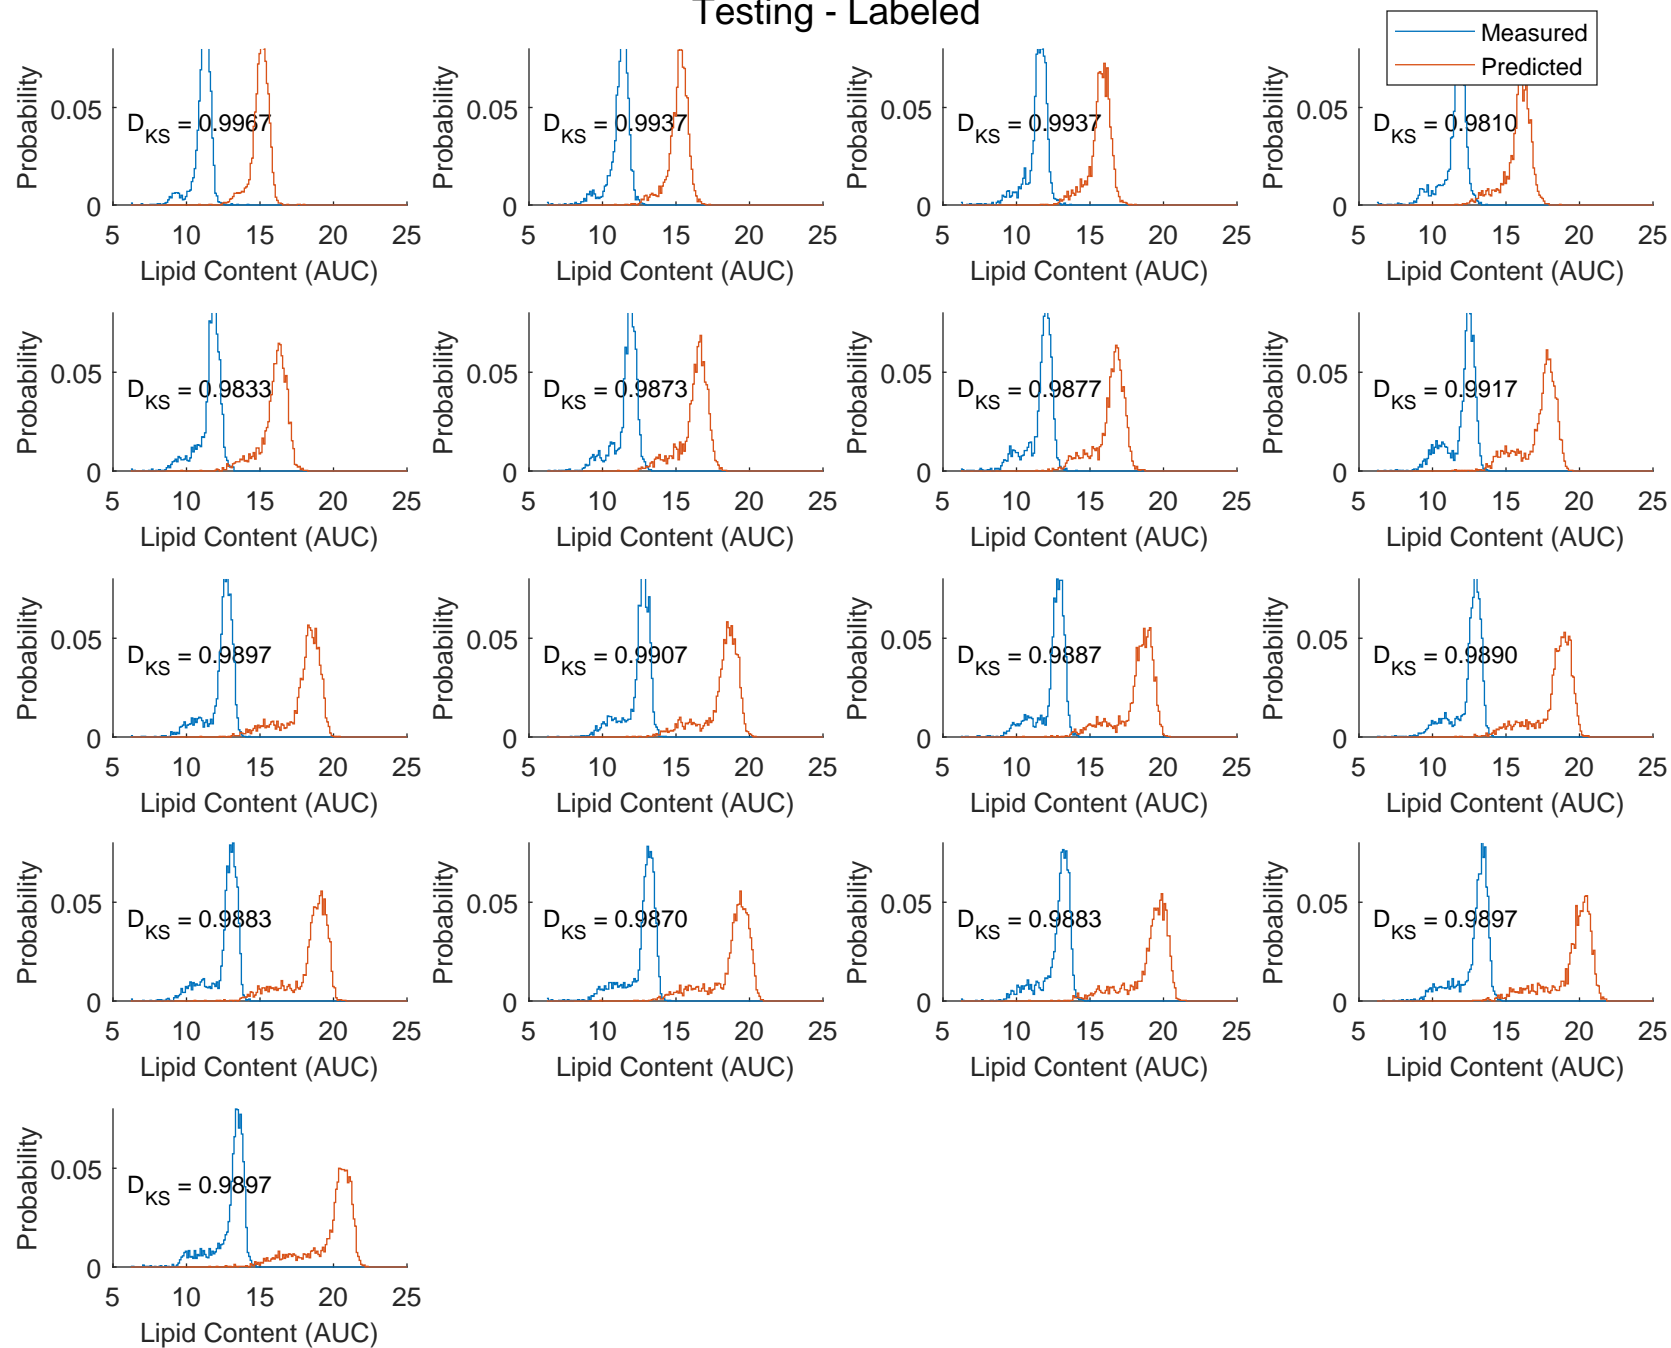 Testing - Labeled
Measured
Predicted
Probability
0.05
0
D_KS = 0.9967
5 10 15 20 25
Lipid Content (AUC)
Probability
0.05
0
D_KS = 0.9937
5 10 15 20 25
Lipid Content (AUC)
Probability
0.05
0
D_KS = 0.9937
5 10 15 20 25
Lipid Content (AUC)
Probability
0.05
0
D_KS = 0.9810
5 10 15 20 25
Lipid Content (AUC)
Probability
0.05
0
D_KS = 0.9833
5 10 15 20 25
Lipid Content (AUC)
Probability
0.05
0
D_KS = 0.9873
5 10 15 20 25
Lipid Content (AUC)
Probability
0.05
0
D_KS = 0.9877
5 10 15 20 25
Lipid Content (AUC)
Probability
0.05
0
D_KS = 0.9917
5 10 15 20 25
Lipid Content (AUC)
Probability
0.05
0
D_KS = 0.9897
5 10 15 20 25
Lipid Content (AUC)
Probability
0.05
0
D_KS = 0.9907
5 10 15 20 25
Lipid Content (AUC)
Probability
0.05
0
D_KS = 0.9887
5 10 15 20 25
Lipid Content (AUC)
Probability
0.05
0
D_KS = 0.9890
5 10 15 20 25
Lipid Content (AUC)
Probability
0.05
0
D_KS = 0.9883
5 10 15 20 25
Lipid Content (AUC)
Probability
0.05
0
D_KS = 0.9870
5 10 15 20 25
Lipid Content (AUC)
Probability
0.05
0
D_KS = 0.9883
5 10 15 20 25
Lipid Content (AUC)
Probability
0.05
0
D_KS = 0.9897
5 10 15 20 25
Lipid Content (AUC)
Probability
0.05
0
D_KS = 0.9897
5 10 15 20 25
Lipid Content (AUC)